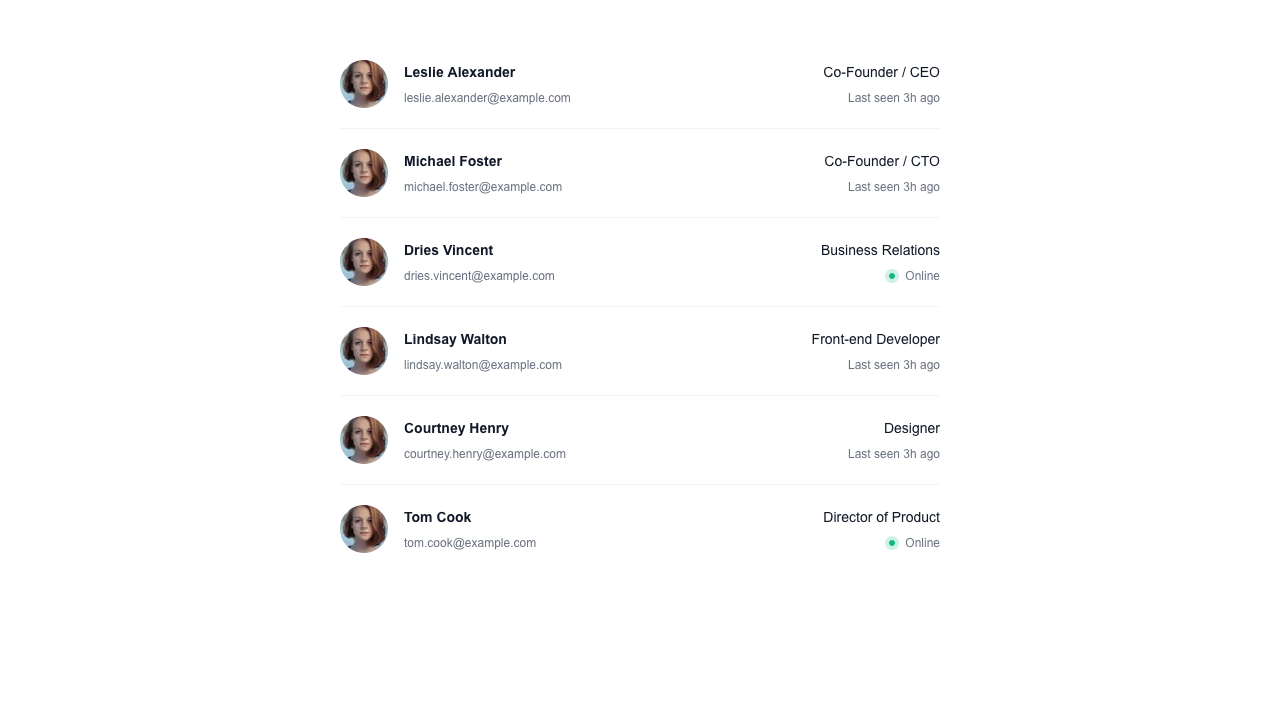 Leslie Alexander
Co-Founder / CEO
leslie.alexander@example.com
Last seen 3h ago
Michael Foster
Co-Founder / CTO
michael.foster@example.com
Last seen 3h ago
Dries Vincent
Business Relations
dries.vincent@example.com
Online
Lindsay Walton
Front-end Developer
lindsay.walton@example.com
Last seen 3h ago
Courtney Henry
Designer
courtney.henry@example.com
Last seen 3h ago
Tom Cook
Director of Product
tom.cook@example.com
Online